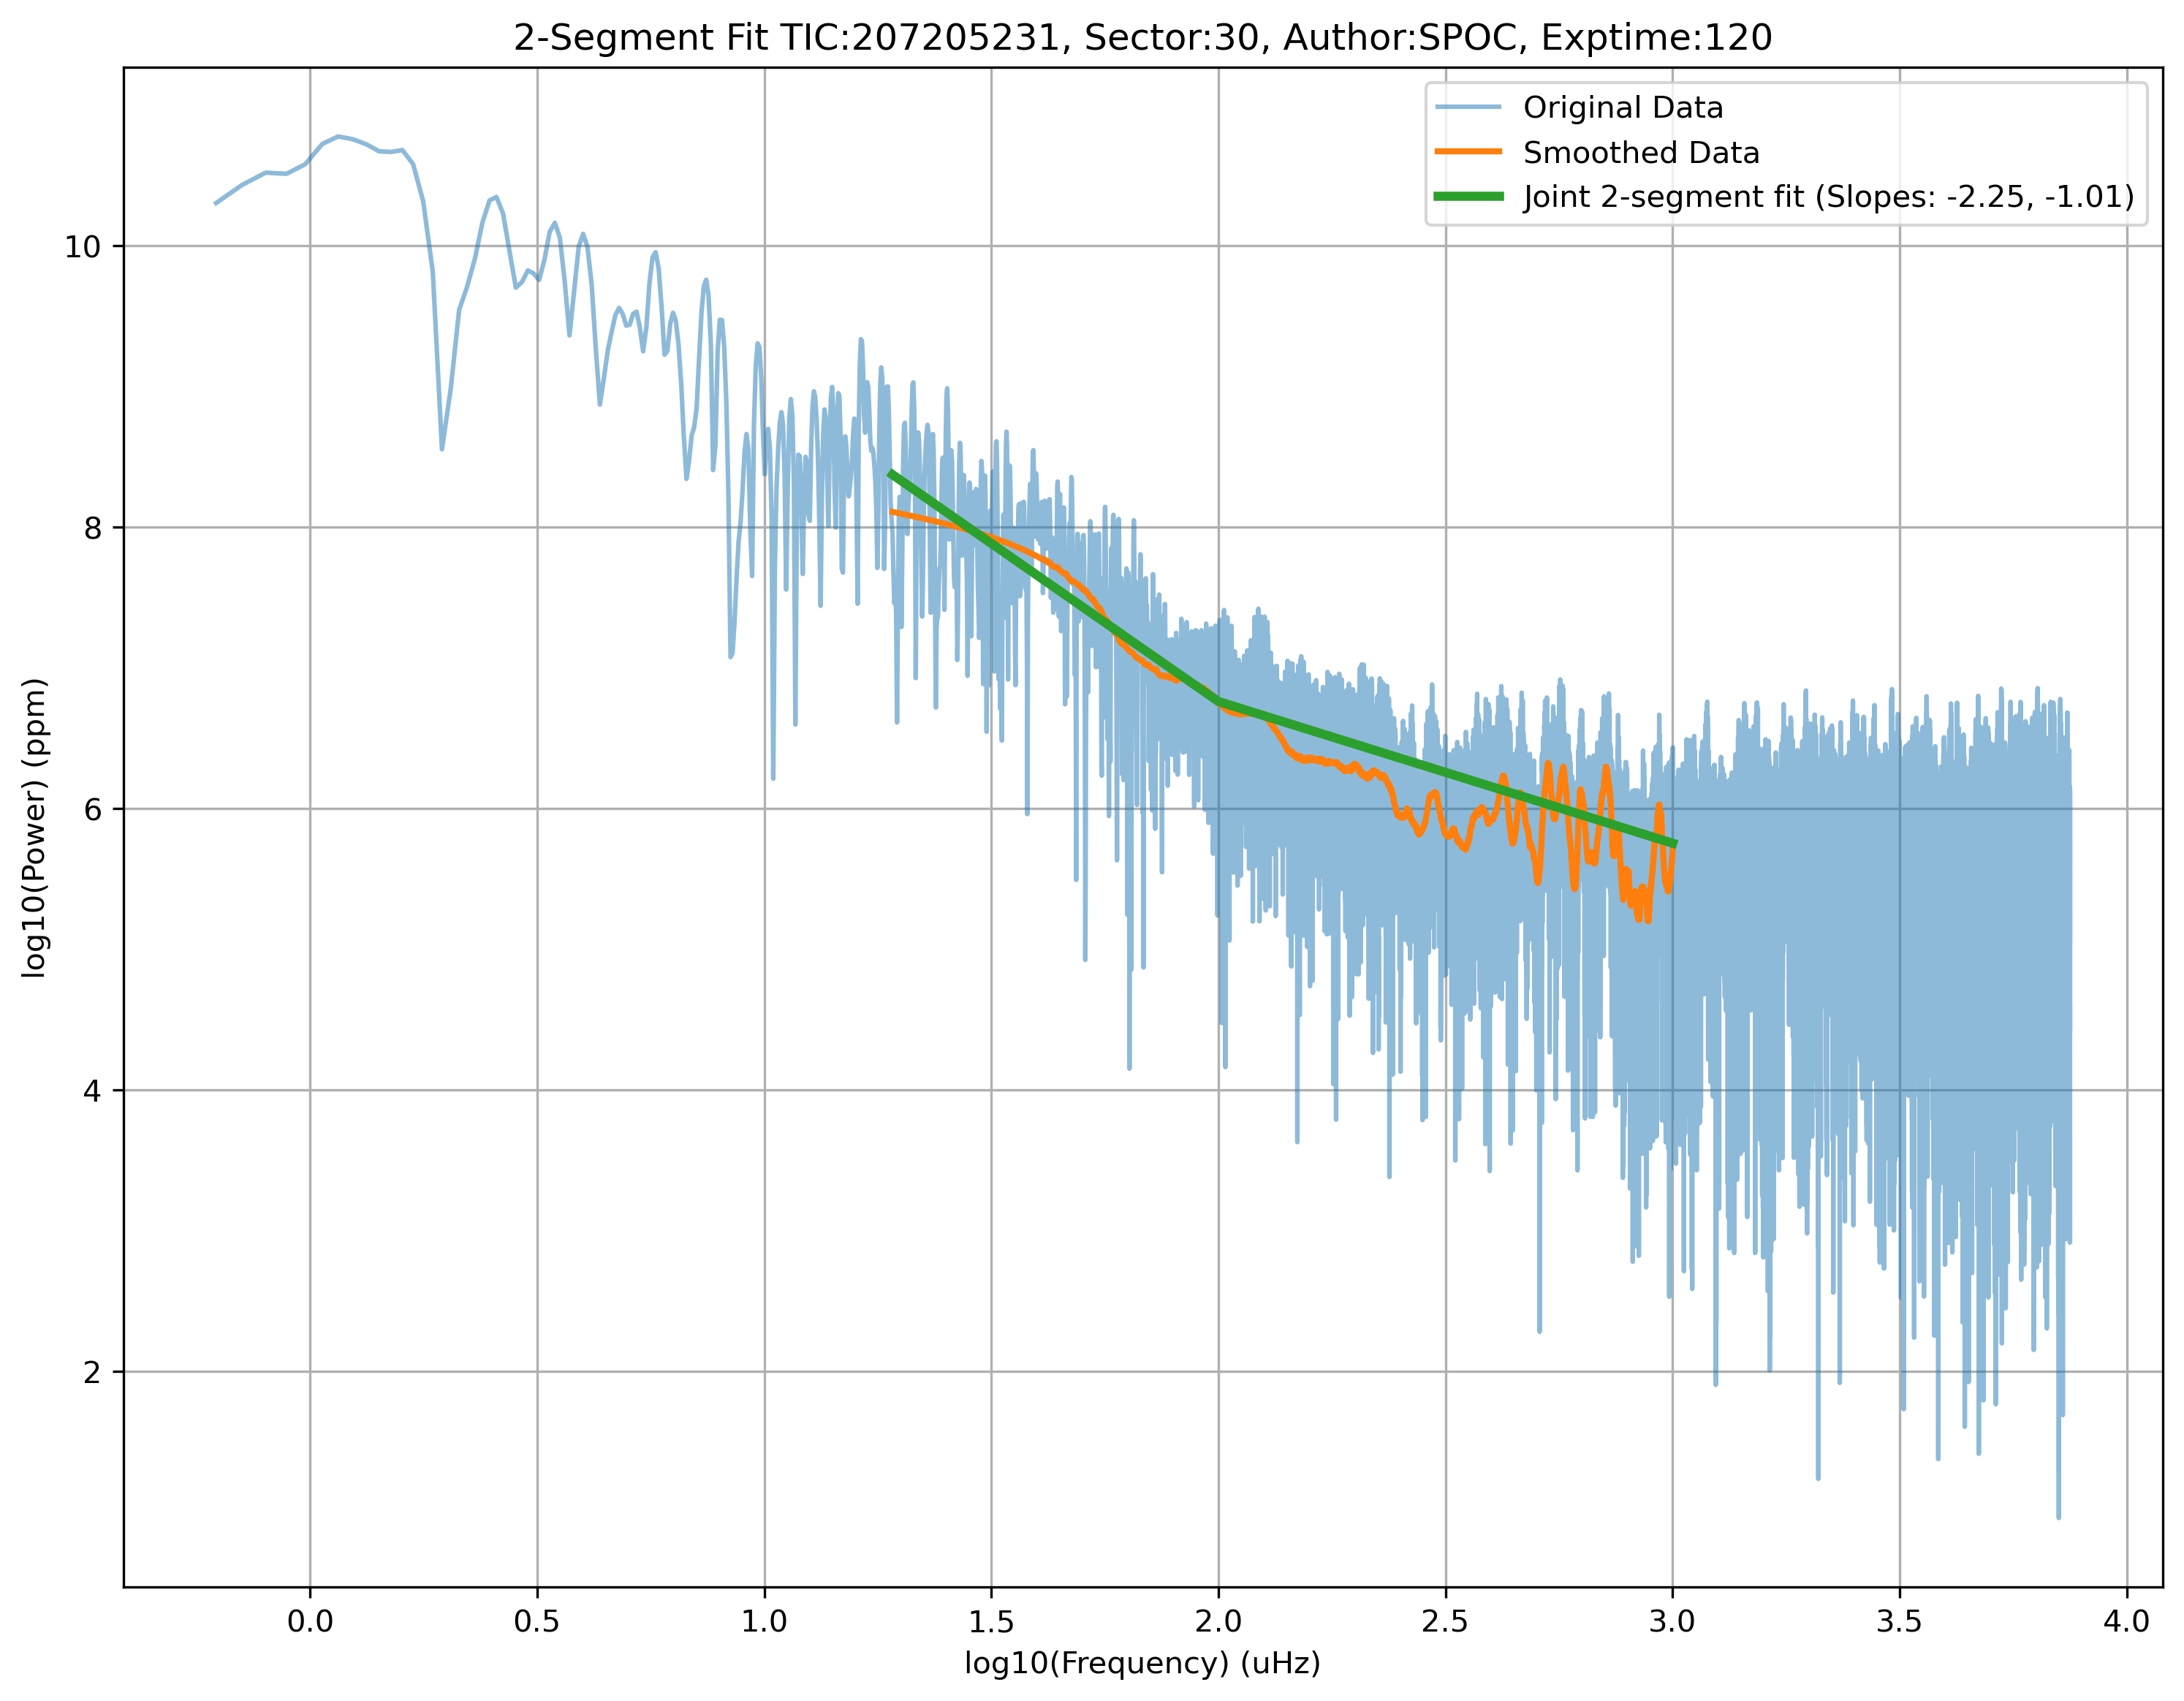 2-Segment Fit TIC:207205231, Sector:30, Author:SPOC, Exptime:120
Original Data
Smoothed Data
Joint 2-segment fit (Slopes: -2.25, -1.01)
log10(Power) (ppm)
10
8
6
4
2
0.0 0.5 1.0 1.5 2.0 2.5 3.0 3.5 4.0
log10(Frequency) (uHz)